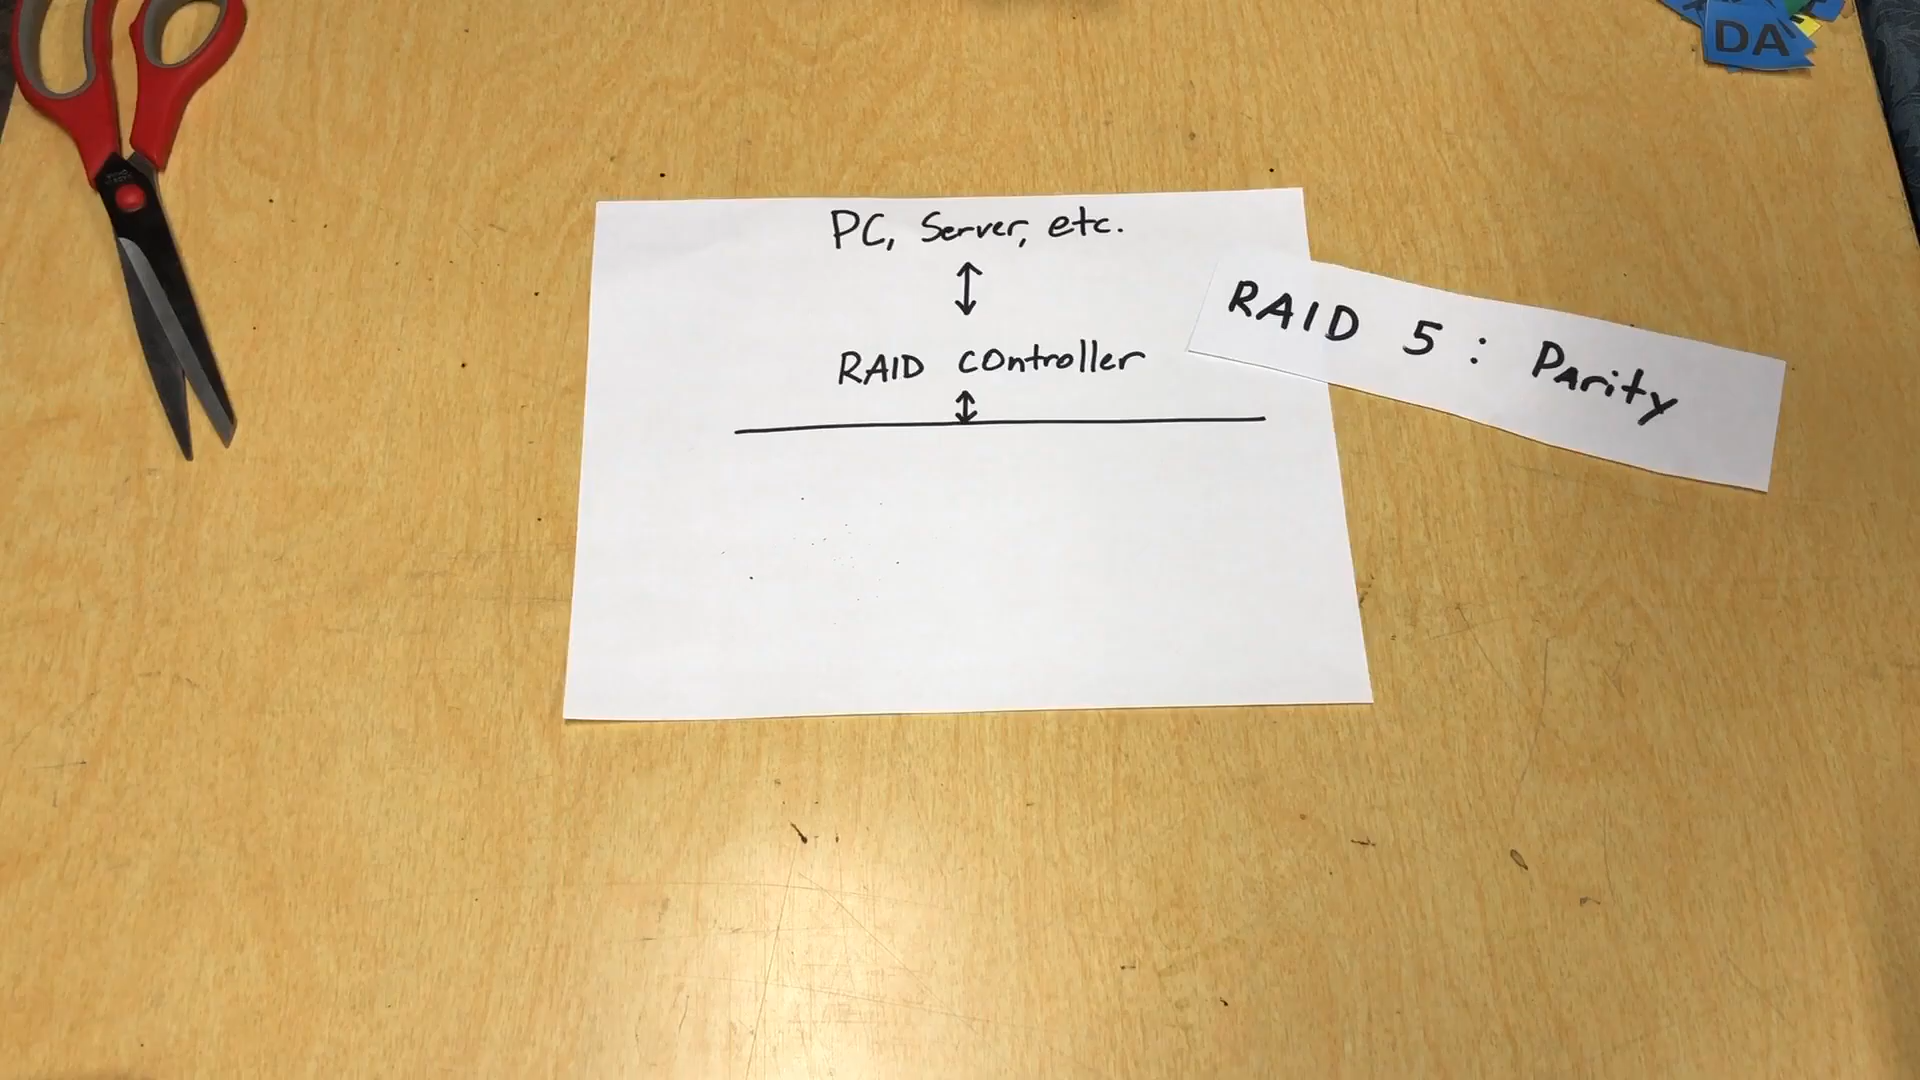 DA
PC, Server, etc.
RAID controller
RAID 5: Parity